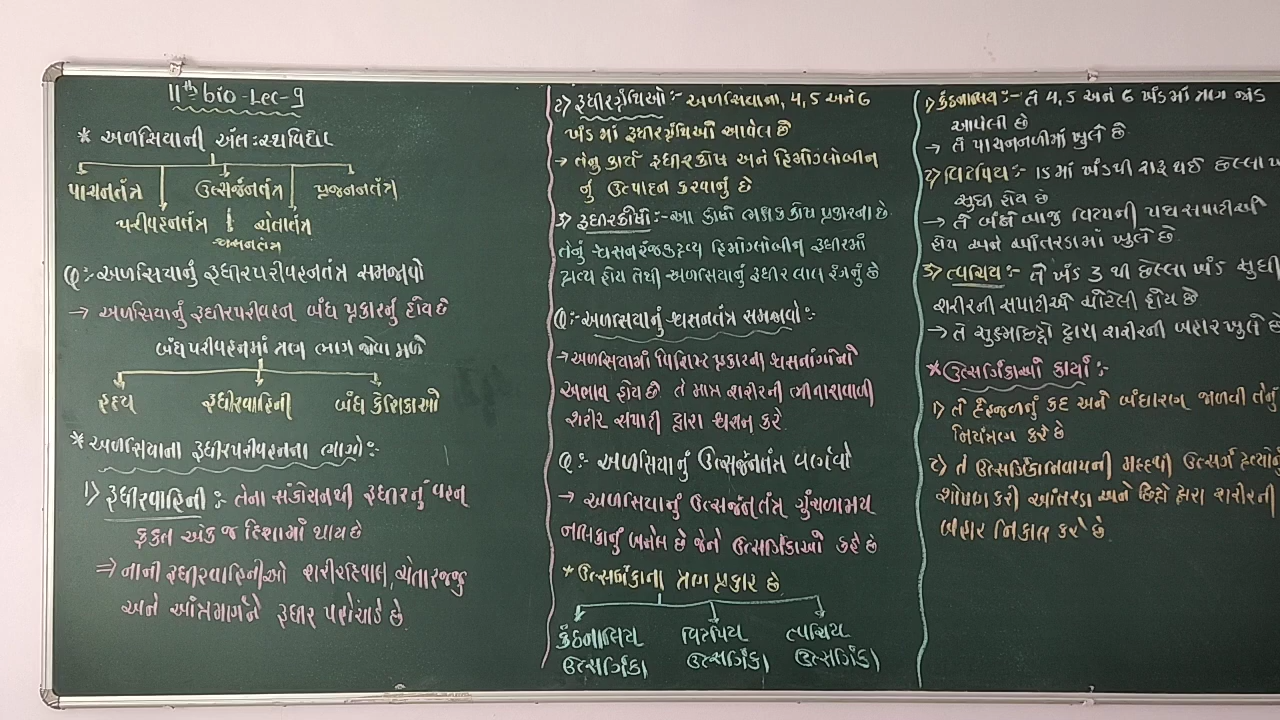 11th bio-Lec-9
* અળસિયાની અંત:સ્થવિદ્યા
પાચનતંત્ર ઉત્સર્જનતંત્ર પ્રજનનતંત્ર
પરીવહનતંત્ર ચેતાતંત્ર
શ્વસનતંત્ર
Q:- અળસિયાનું રુધીરપરીવહનતંત્ર સમજાવો
→ અળસિયાનું રુધીરપરીવહન બંધ પ્રકારનું હોય છે
બંધપરીવહનમાં ત્રણ ભાગ જોવા મળે
હૃદય રુધીરવાહિની બંધ કેશિકાઓ
* અળસિયાના રુધીરપરીવહનના ભાગો:-
1) રુધીરવાહિની:- તેના સંકોચનથી રુધીરનું વહન
ફક્ત એક જ દિશામાં થાય છે
⇒ નાની રુધીરવાહિનીઓ શરીરદિવાલ, ચેતારજ્જુ
અને આંત્રમાર્ગને રુધીર પહોંચાડે છે.
2) રુધીરગ્રંથિઓ:- અળસિયાના, 4, 5 અને 6
ખંડ માં રુધીરગ્રંથિઓ આવેલ છે
→ તેનુ કાર્ય રુધીરકોષ અને હિમોગ્લોબીન
નું ઉત્પાદન કરવાનું છે
3) રુધીરકોષો:- આ કોષો ભક્ષક કોષ પ્રકારના છે
તેનું શ્વસનરંજકદ્રવ્ય હિમોગ્લોબીન રુધીરમાં
દ્રાવ્ય હોય તેથી અળસિયાનું રુધીર લાલ રંગનું છે
Q:- અળસિયાનું શ્વસનતંત્ર સમજાવો:-
→ અળસિયામાં વિશિષ્ટ પ્રકારના શ્વસનાંગોનો
અભાવ હોય છે તે માત્ર શરીરની ભીનાશવાળી
શરીર સપાટી દ્વારા શ્વસન કરે
Q:- અળસિયાનું ઉત્સર્જનતંત્ર વર્ણવો
→ અળસિયાનું ઉત્સર્જનતંત્ર ગુંચળામય
નલિકાનું બનેલ છે જેને ઉત્સર્ગિકાઓ કહે છે
* ઉત્સર્ગિકાના ત્રણ પ્રકાર છે.
કંઠનાલિય વિટપિય ત્વચિય
ઉત્સર્ગિકા ઉત્સર્ગિકા ઉત્સર્ગિકા
1) કંઠનાલિય:- તે 4, 5 અને 6 ખંડમાં ત્રણ જોડ
આવેલી છે
→ તે પાચનનળીમાં ખુલે છે
2) વિટપિય:- 15 માં ખંડથી શરૂ થઈ છેલ્લા
સુધી હોય છે
→ તે બંન્ને બાજુ વિટપની પશ્ચ સપાટીએ
હોય અને આંતરડામાં ખુલે છે
3) ત્વચિય:- તે ખંડ 3 થી છેલ્લા ખંડ સુધી
શરીરની સપાટીએ ચોટેલી હોય છે
→ તે સુક્ષ્મછિદ્રો દ્વારા શરીરની બહાર ખુલે છે
* ઉત્સર્ગિકાઓ કાર્યો:-
1) તે દેહજળનું કદ અને બંધારણ જાળવી તેનું
નિયંત્રણ કરે છે
2) તે ઉત્સર્ગિકાનિવાપની મદદથી ઉત્સર્ગ દ્રવ્યોનું
શોષણ કરી આંતરડા અને છિદ્રો દ્વારા શરીરની
બહાર નિકાલ કરે છે.